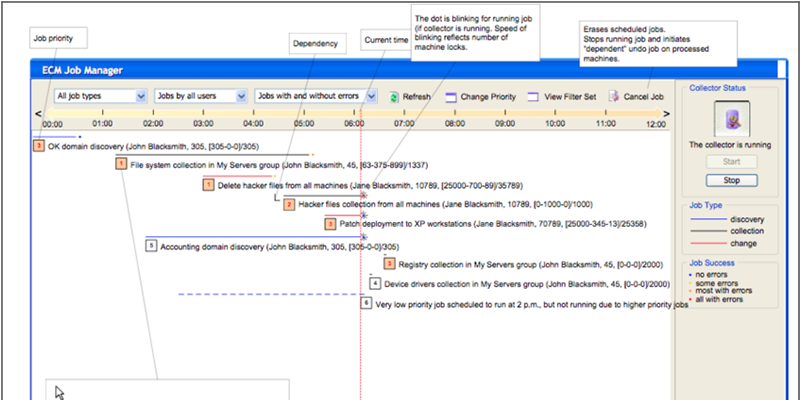 Job priority
Dependency
Current time
The dot is blinking for running job
(if collector is running. Speed of
blinking reflects number of
machine locks.
Erases scheduled jobs.
Stops running job and initiates
"dependent" undo job on processed
machines.
ECM Job Manager
All job types
Jobs by all users
Jobs with and without errors
Refresh
Change Priority
View Filter Set
Cancel Job
< 00:00 01:00 02:00 03:00 04:00 05:00 06:00 07:00 08:00 09:00 10:00 11:00 12:00 >
3 OK domain discovery (John Blacksmith, 305, [305-0-0]/305)
1 File system collection in My Servers group (John Blacksmith, 45, [63-375-899]/1337)
1 Delete hacker files from all machines (Jane Blacksmith, 10789, [25000-700-89]/35789)
2 Hacker files collection from all machines (Jane Blacksmith, 10789, [0-1000-0]/1000)
Patch deployment to XP workstations (Jane Blacksmith, 70789, [25000-345-13]/25358)
5 Accounting domain discovery (John Blacksmith, 305, [305-0-0]/305)
3 Registry collection in My Servers group (John Blacksmith, 45, [0-0-0]/2000)
4 Device drivers collection in My Servers group (John Blacksmith, 45, [0-0-0]/2000)
6 Very low priority job scheduled to run at 2 p.m., but not running due to higher priority jobs
Collector Status
The collector is running
Start
Stop
Job Type
discovery
collection
change
Job Success
no errors
some errors
most with errors
all with errors